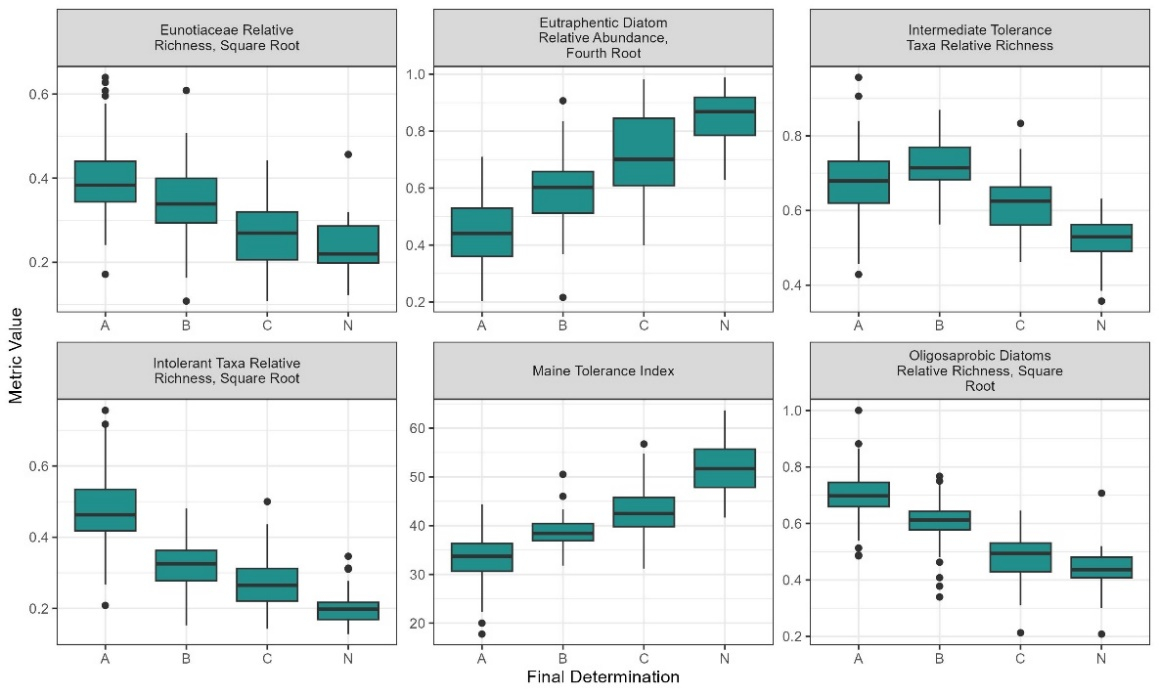 Eunotiaceae Relative
Richness, Square Root
Eutraphentic Diatom
Relative Abundance,
Fourth Root
Intermediate Tolerance
Taxa Relative Richness
0.6
0.4
0.2
A B C N
1.0
0.8
0.6
0.4
0.2
A B C N
0.8
0.6
0.4
A B C N
Metric Value
Intolerant Taxa Relative
Richness, Square Root
Maine Tolerance Index
Oligosaprobic Diatoms
Relative Richness, Square
Root
0.6
0.4
0.2
A B C N
60
50
40
30
20
A B C N
1.0
0.8
0.6
0.4
0.2
A B C N
Final Determination